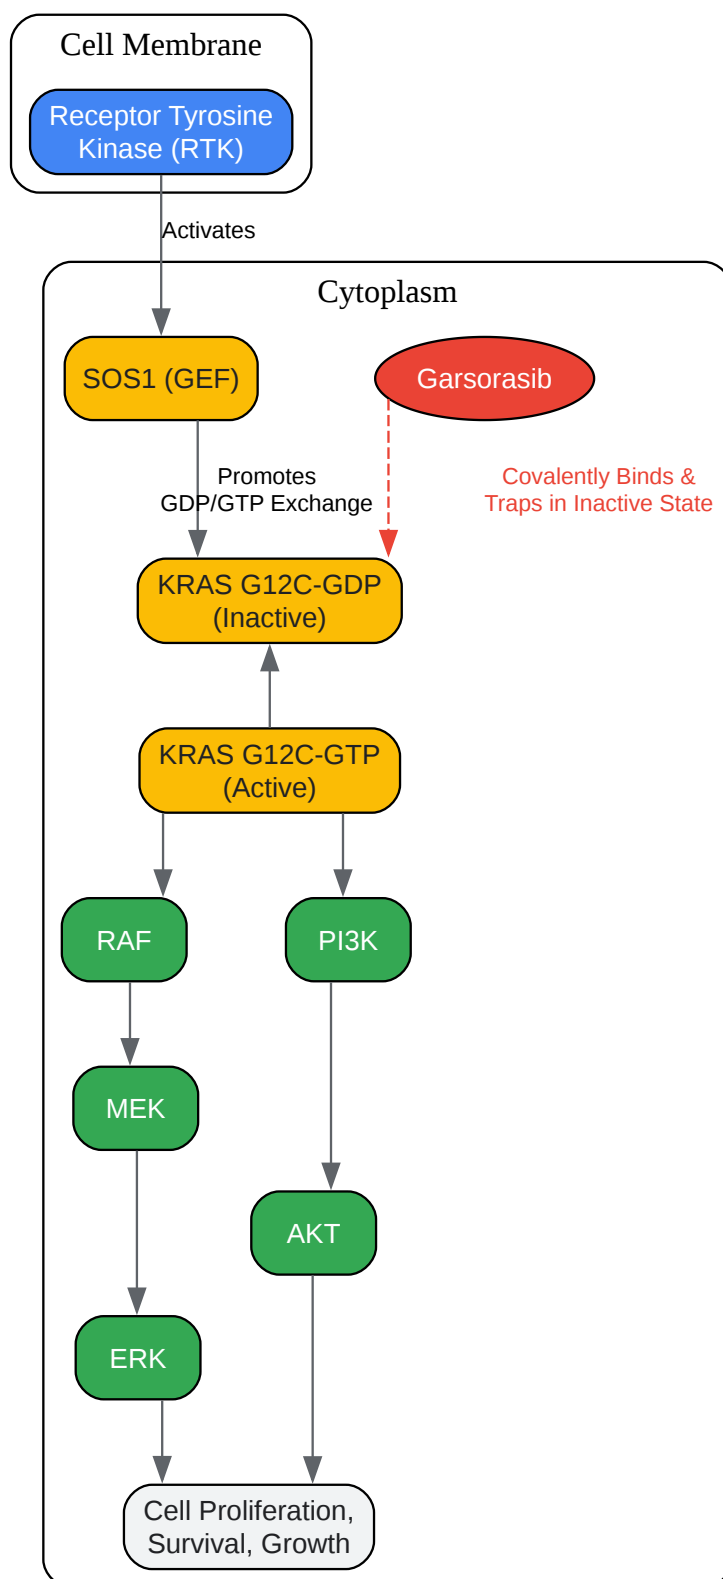 Cell Membrane
Receptor Tyrosine
Kinase (RTK)
Activates
Cytoplasm
SOS1 (GEF)
Garsorasib
Promotes
GDP/GTP Exchange
Covalently Binds &
Traps in Inactive State
KRAS G12C-GDP
(Inactive)
KRAS G12C-GTP
(Active)
RAF
PI3K
MEK
AKT
ERK
Cell Proliferation,
Survival, Growth